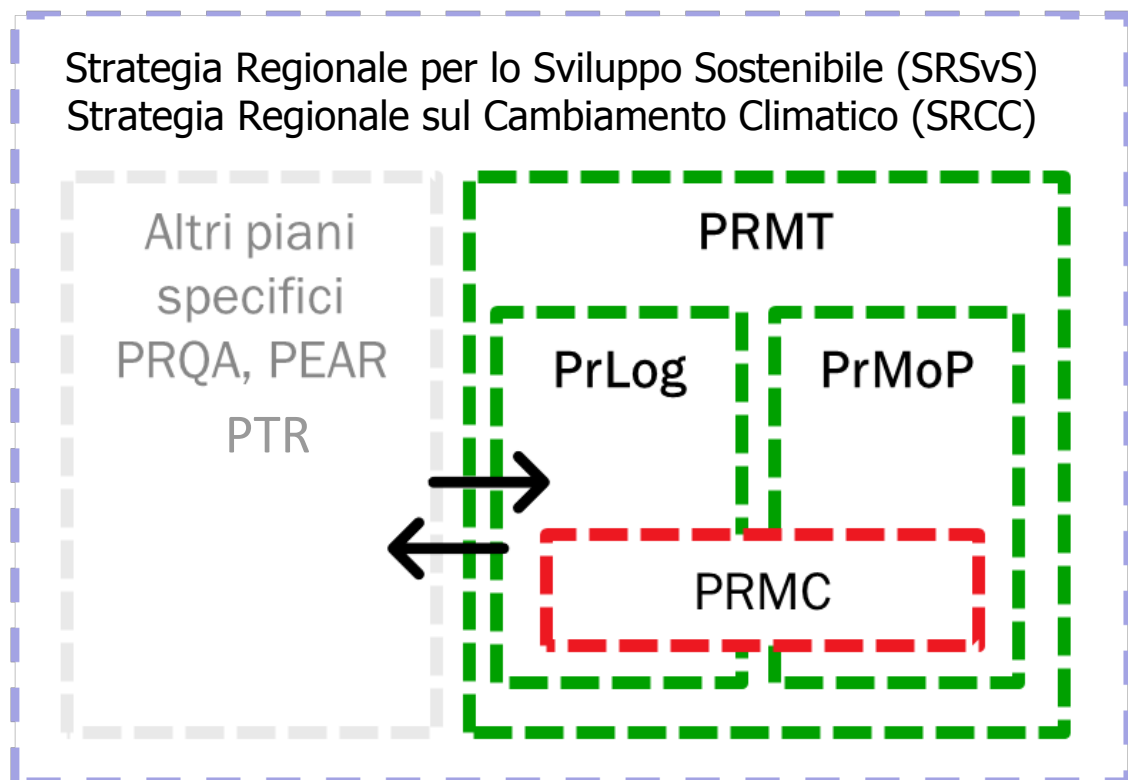 Strategia Regionale per lo Sviluppo Sostenibile (SRSvS)
Strategia Regionale sul Cambiamento Climatico (SRCC)
Altri piani
specifici
PRQA, PEAR
PTR
PRMT
PrLog
PrMoP
PRMC